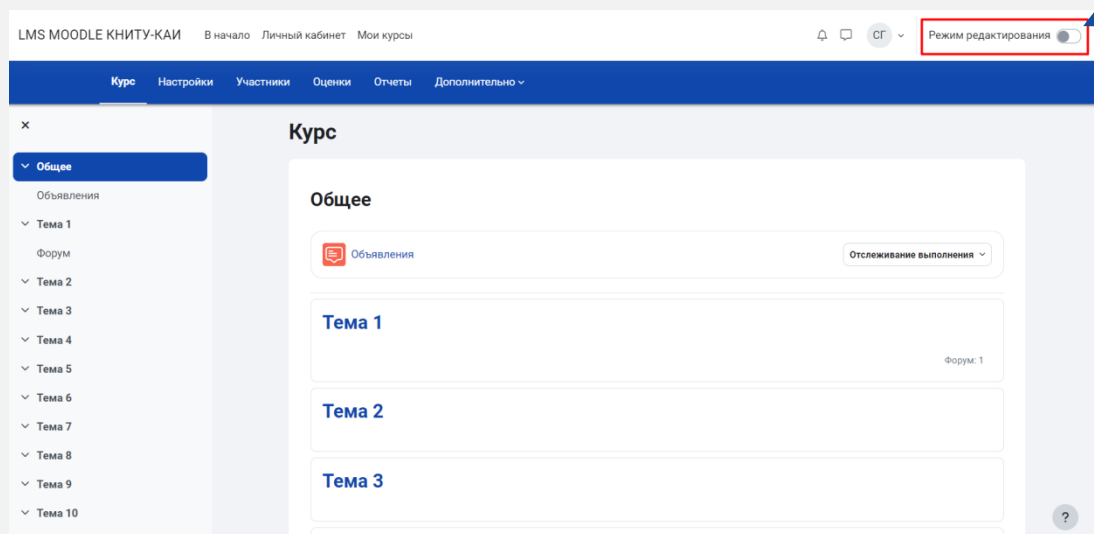 LMS MOODLE КНИТУ-КАИ В начало Личный кабинет Мои курсы СГ Режим редактирования
Курс Настройки Участники Оценки Отчеты Дополнительно
Курс
Общее
Объявления
Тема 1
Форум
Тема 2
Тема 3
Тема 4
Тема 5
Тема 6
Тема 7
Тема 8
Тема 9
Тема 10
Общее
Объявления Отслеживание выполнения
Тема 1
Форум: 1
Тема 2
Тема 3
?